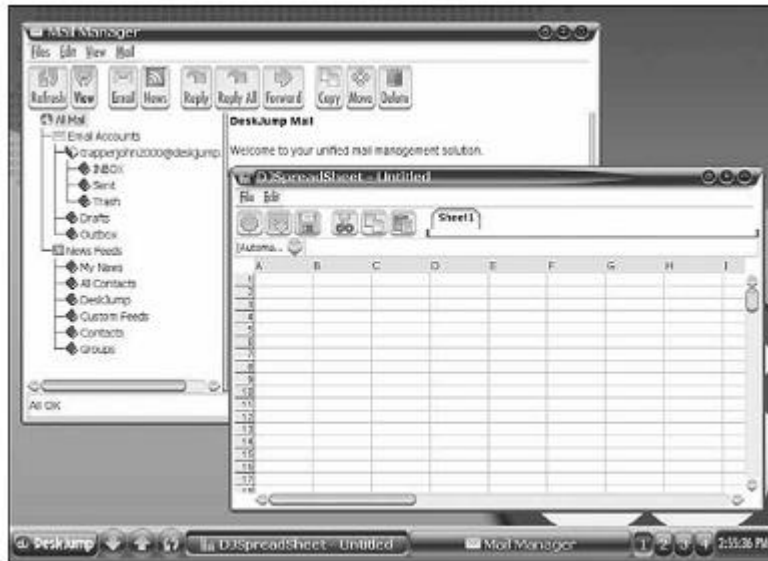 Mail Manager
Files Edit View Mail
Refresh View Email News Reply Reply All Forward Copy Move Delete
All Mail
Email Accounts
trapperjohn2000@deskjump.
INBOX
Sent
Trash
Drafts
Outbox
News Feeds
My News
All Contacts
DeskJump
Custom Feeds
Contacts
Groups
All OK
DeskJump Mail
Welcome to your unified mail management solution.
DJSpreadSheet - Untitled
File Edit
Sheet1
[Automa...
A B C D E F G H I
1
2
3
4
5
6
7
8
9
10
11
12
13
14
15
16
17
18
DeskJump DJSpreadSheet - Untitled Mail Manager 1 2 3 4 2:55:36 PM